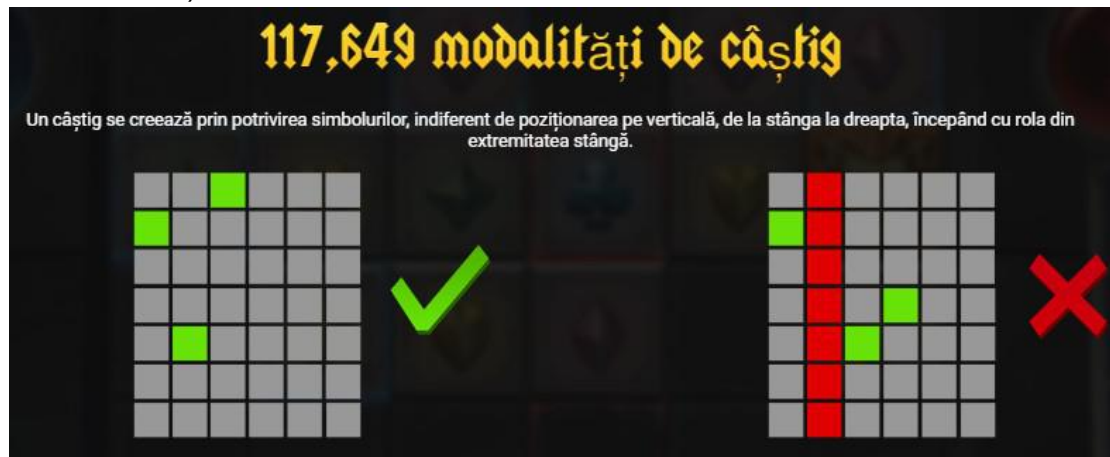 117,649 modalități de câștig
Un câștig se creează prin potrivirea simbolurilor, indiferent de poziționarea pe verticală, de la stânga la dreapta, începând cu rola din
extremitatea stângă.